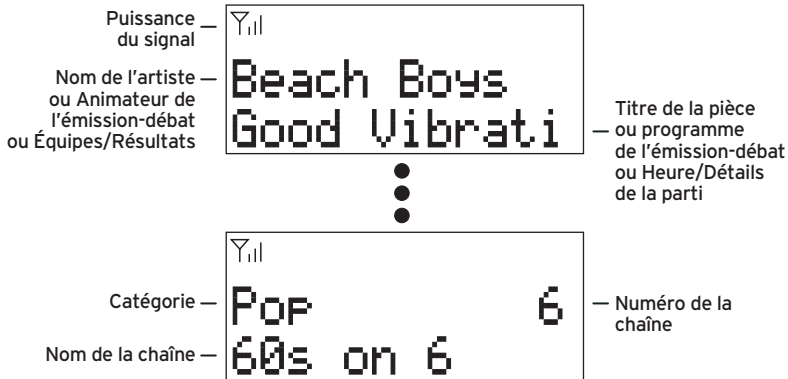 Puissance
du signal
Nom de l'artiste
ou Animateur de
l'émission-débat
ou Équipes/Résultats
Beach Boys
Good Vibrati
Titre de la pièce
ou programme
de l'émission-débat
ou Heure/Détails
de la parti
Catégorie
Nom de la chaîne
Pop 6
60s on 6
Numéro de la
chaîne